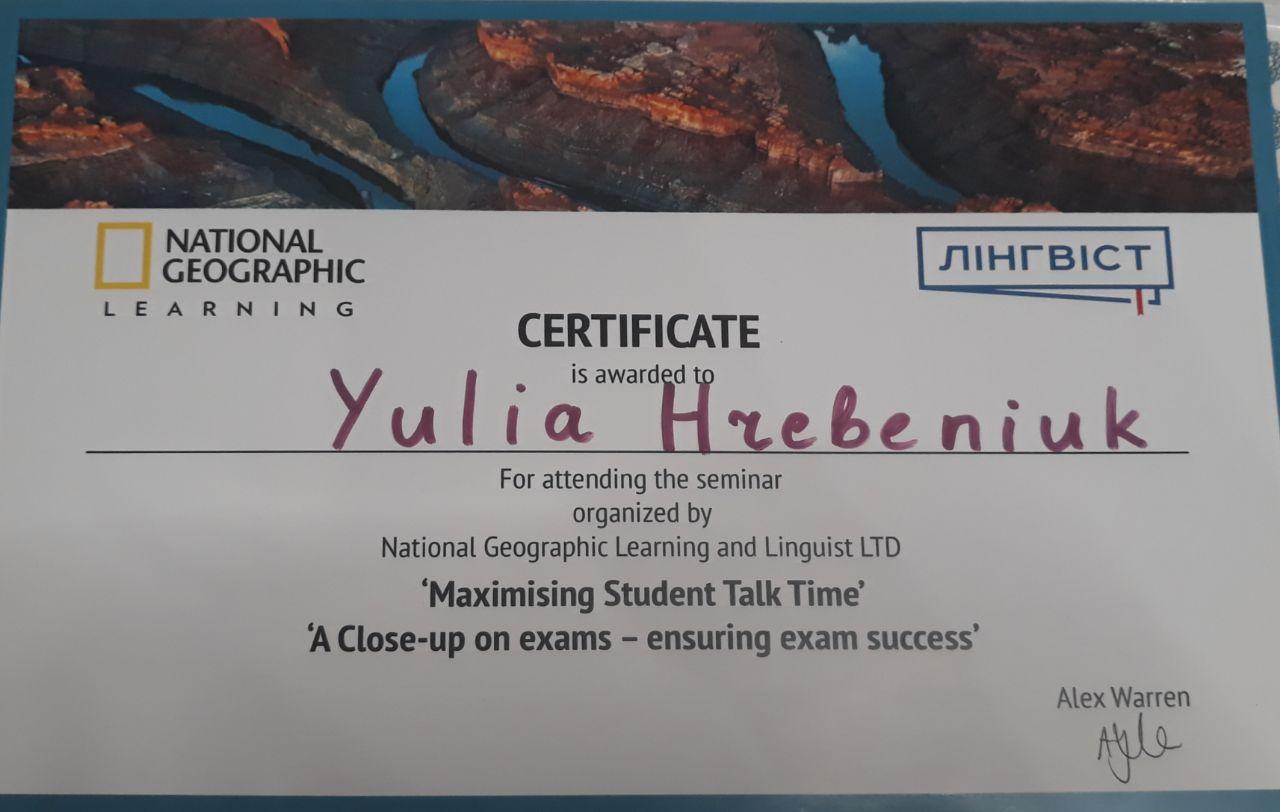 NATIONAL
GEOGRAPHIC
LEARNING
ЛІНГВІСТ
CERTIFICATE
is awarded to
Yulia Hrebeniuk
For attending the seminar
organized by
National Geographic Learning and Linguist LTD
‘Maximising Student Talk Time’
‘A Close-up on exams – ensuring exam success’
Alex Warren